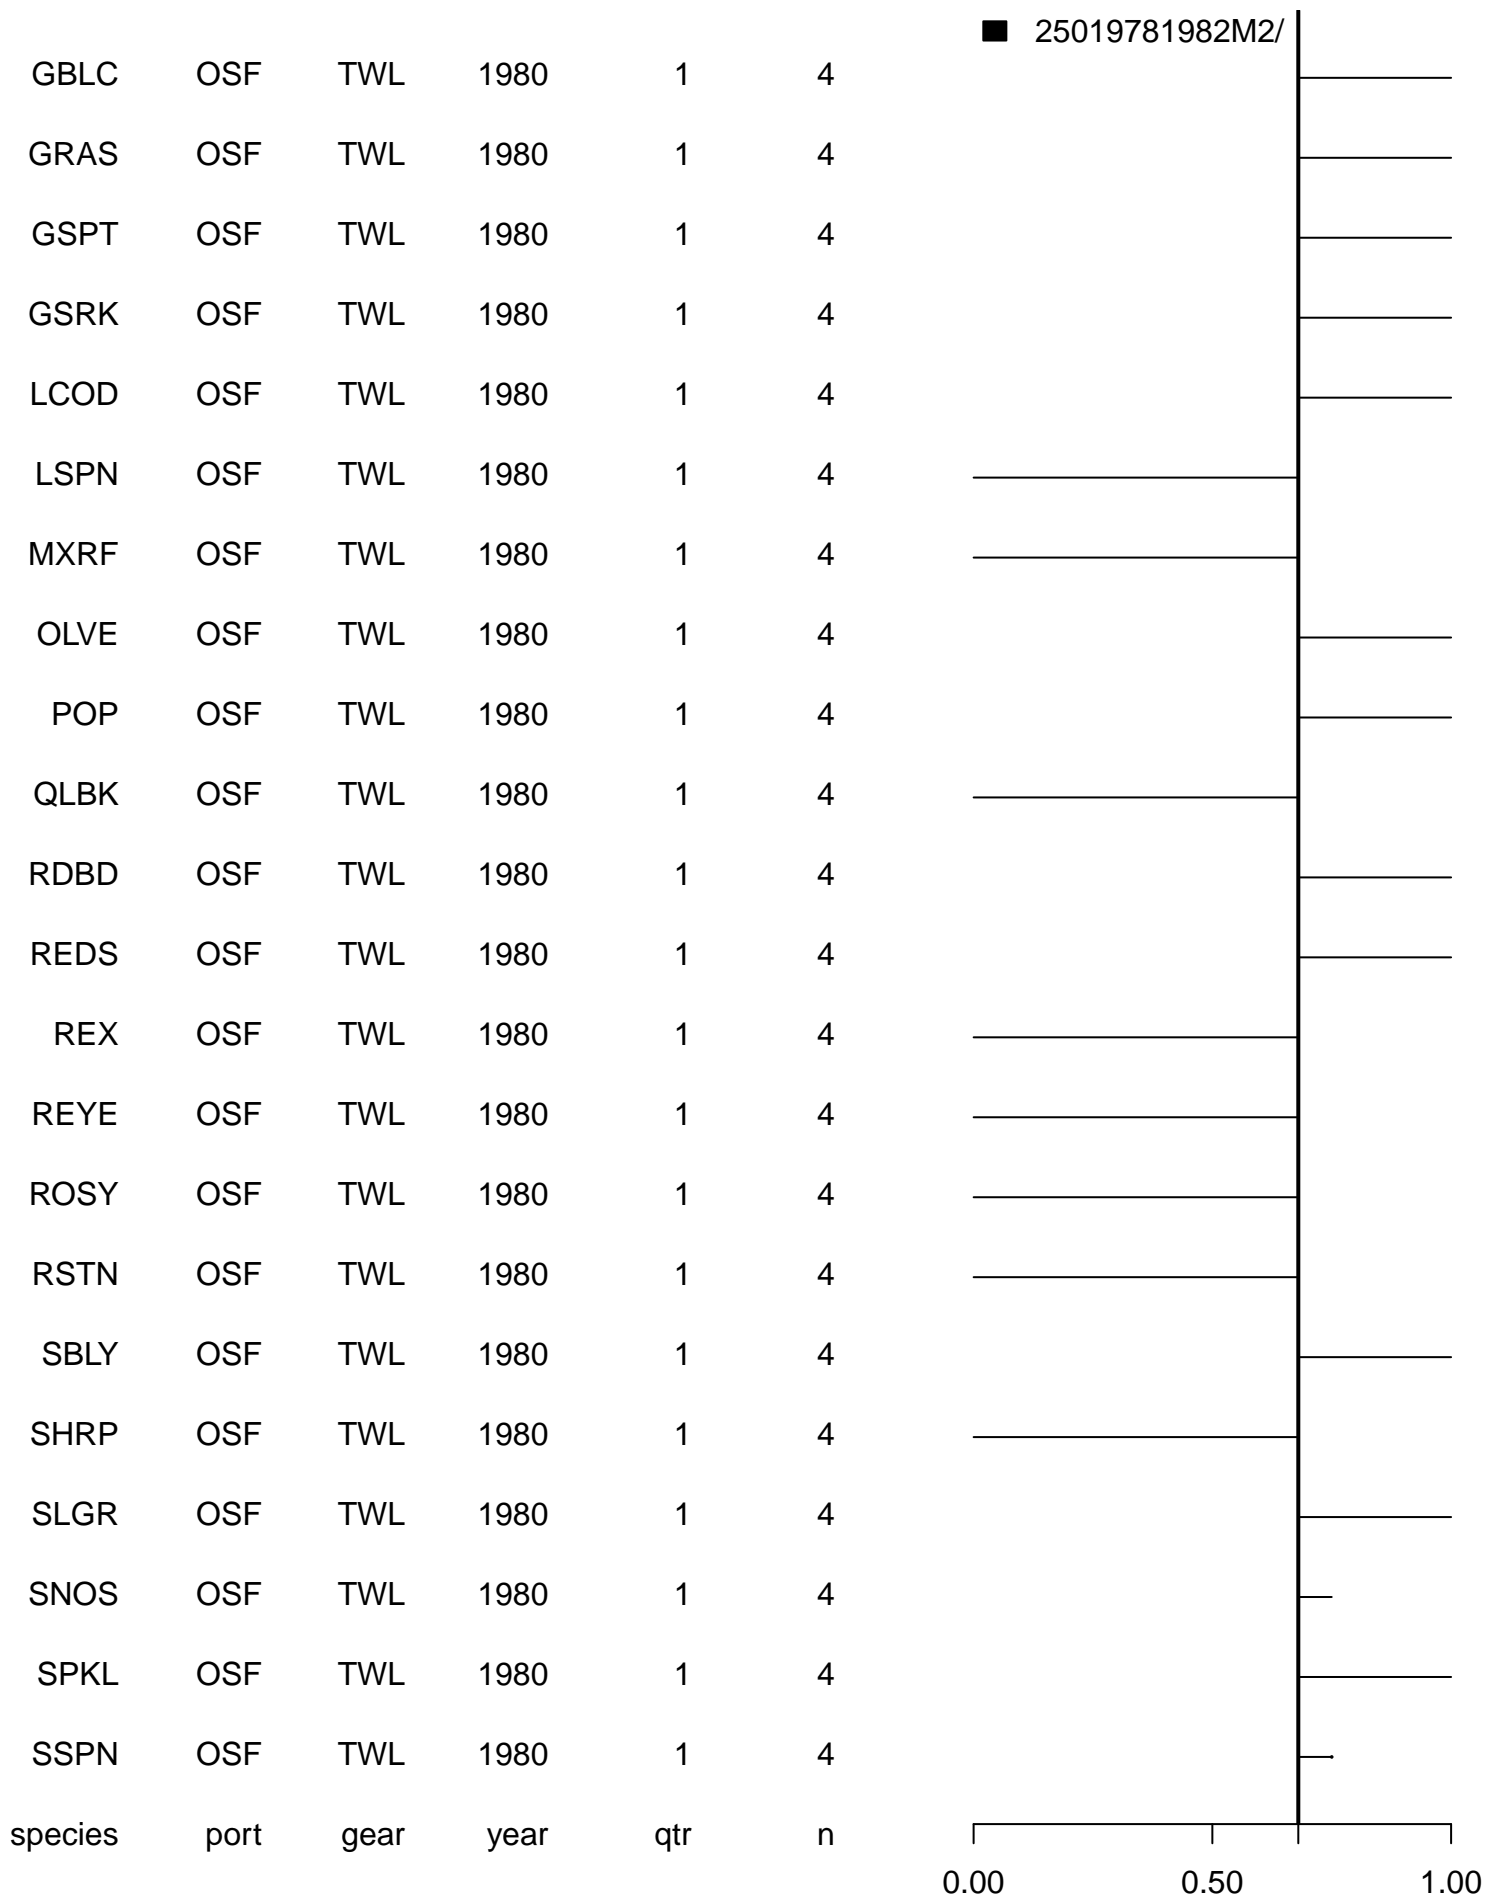 25019781982M2/
GBLC OSF TWL 1980 1 4
GRAS OSF TWL 1980 1 4
GSPT OSF TWL 1980 1 4
GSRK OSF TWL 1980 1 4
LCOD OSF TWL 1980 1 4
LSPN OSF TWL 1980 1 4
MXRF OSF TWL 1980 1 4
OLVE OSF TWL 1980 1 4
POP OSF TWL 1980 1 4
QLBK OSF TWL 1980 1 4
RDBD OSF TWL 1980 1 4
REDS OSF TWL 1980 1 4
REX OSF TWL 1980 1 4
REYE OSF TWL 1980 1 4
ROSY OSF TWL 1980 1 4
RSTN OSF TWL 1980 1 4
SBLY OSF TWL 1980 1 4
SHRP OSF TWL 1980 1 4
SLGR OSF TWL 1980 1 4
SNOS OSF TWL 1980 1 4
SPKL OSF TWL 1980 1 4
SSPN OSF TWL 1980 1 4
species port gear year qtr n
0.00 0.50 1.00